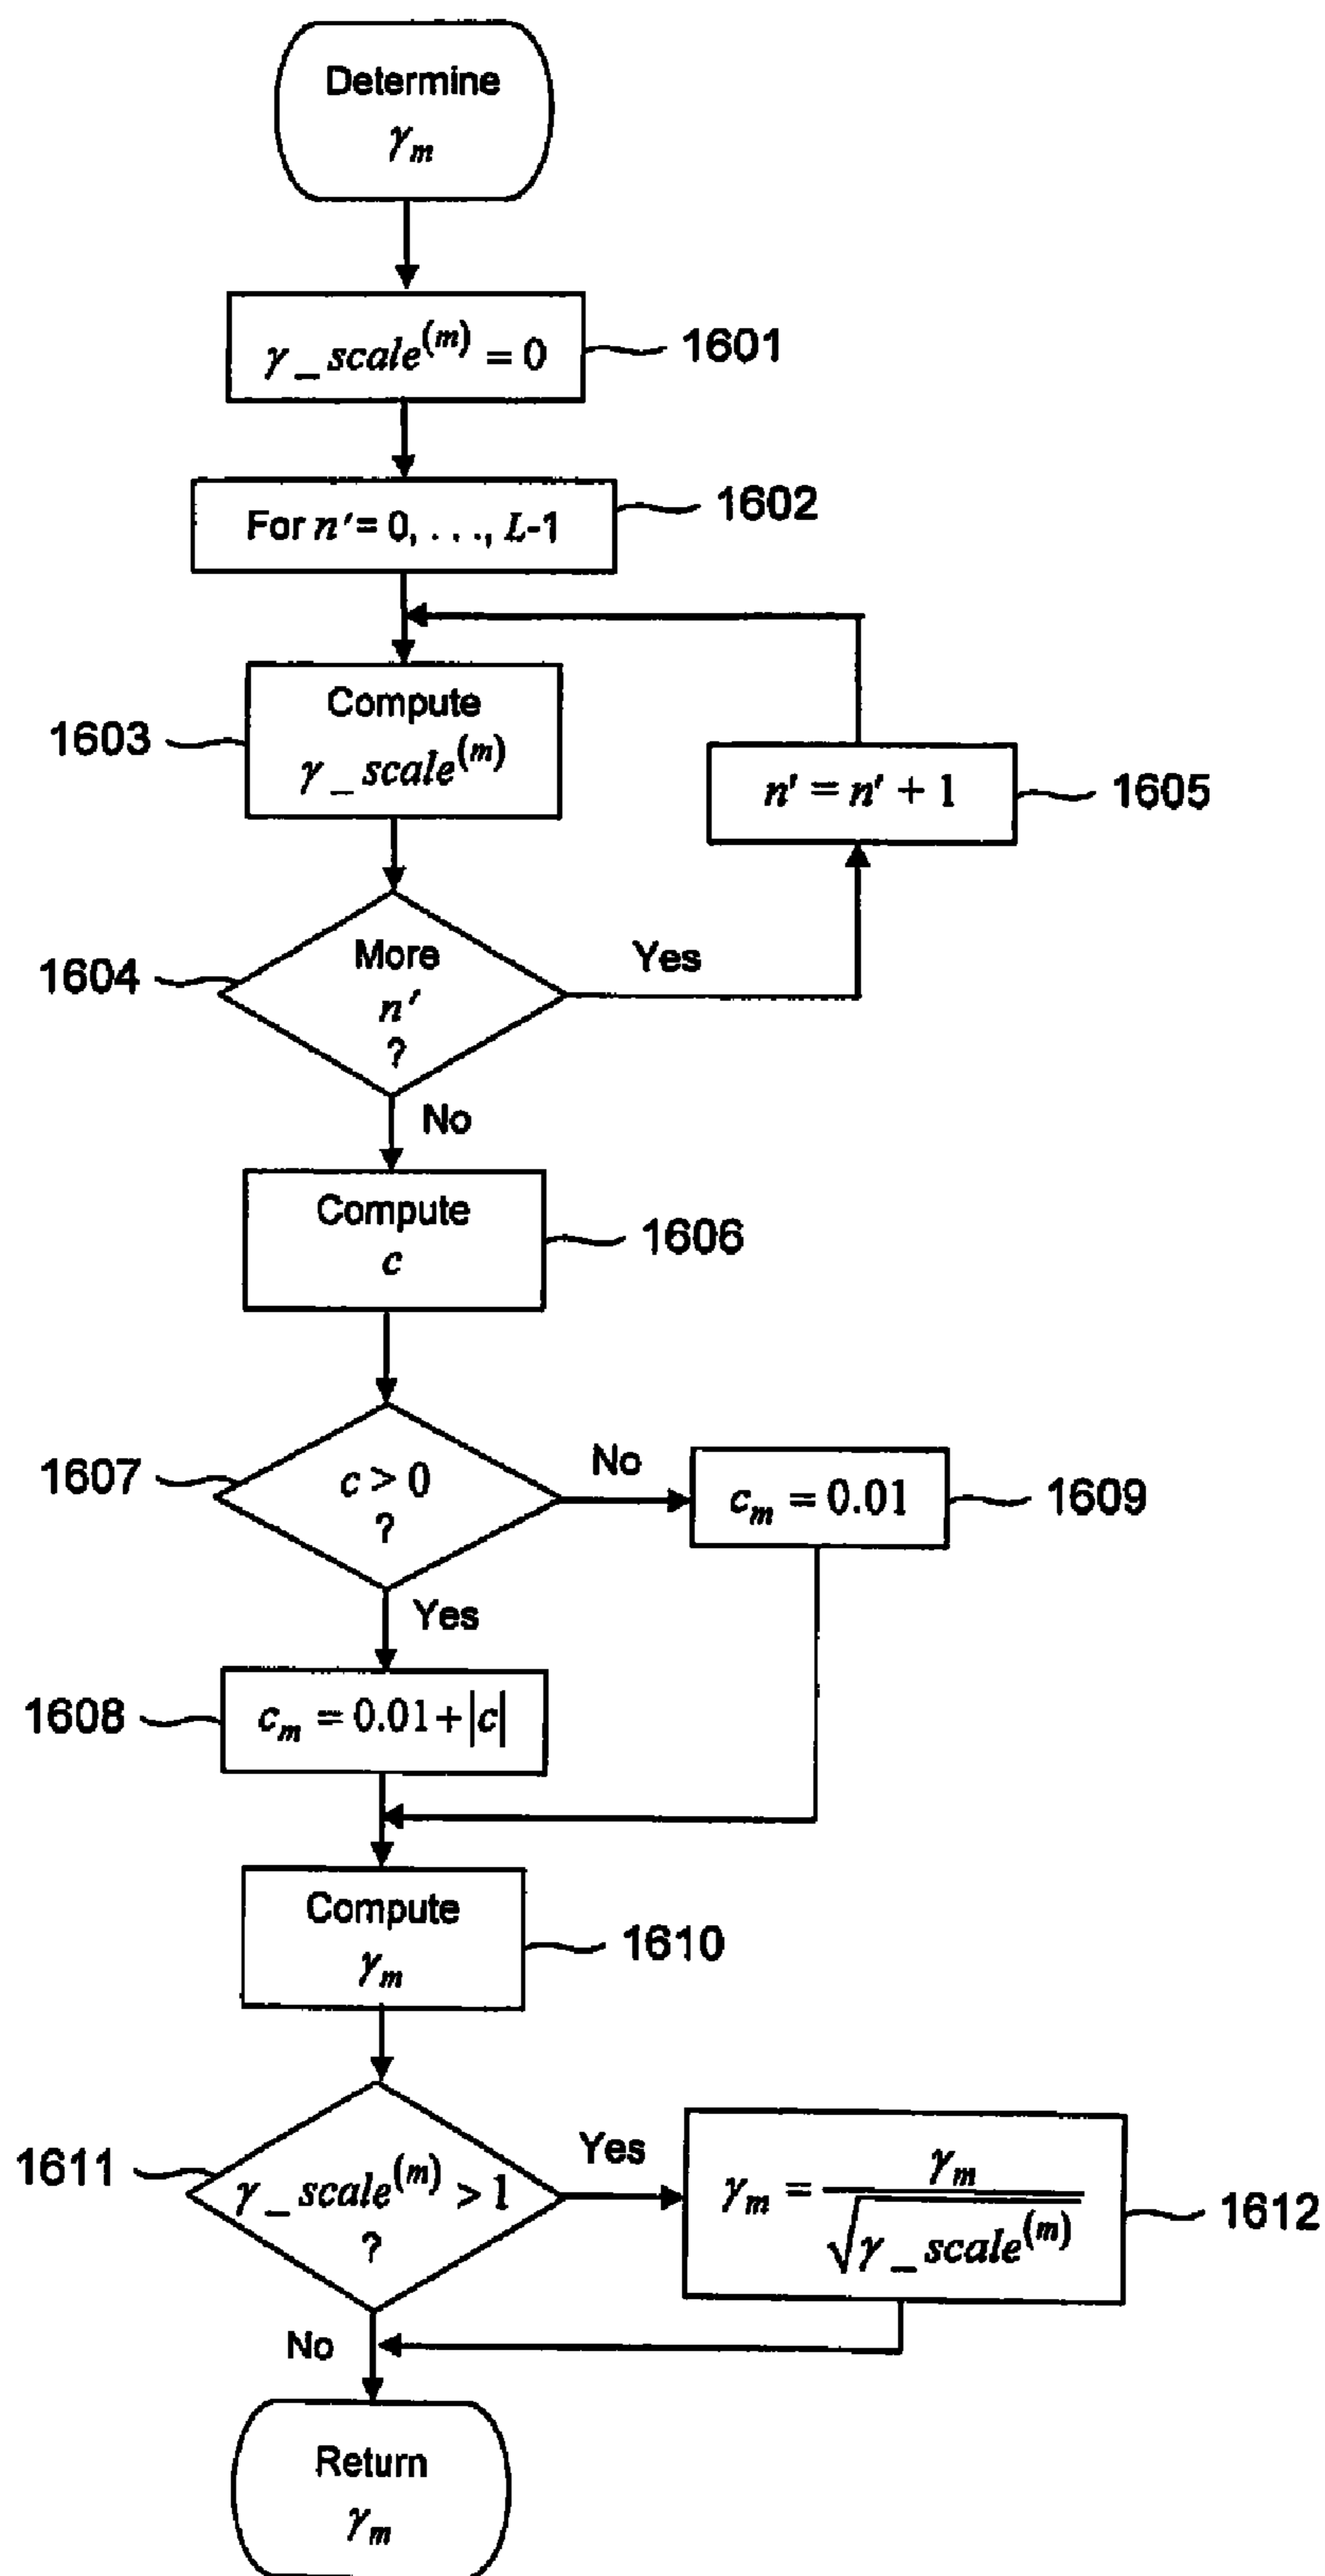 Determine
γₘ
γ_scale⁽ᵐ⁾ = 0
1601
For n' = 0, . . ., L-1
1602
Compute
γ_scale⁽ᵐ⁾
1603
n' = n' + 1
1605
More
n'
?
1604
Yes
No
Compute
c
1606
c > 0
?
1607
No
cₘ = 0.01
1609
Yes
cₘ = 0.01+|c|
1608
Compute
γₘ
1610
γ_scale⁽ᵐ⁾ > 1
?
1611
Yes
γₘ = γₘ / √γ_scale⁽ᵐ⁾
1612
No
Return
γₘ